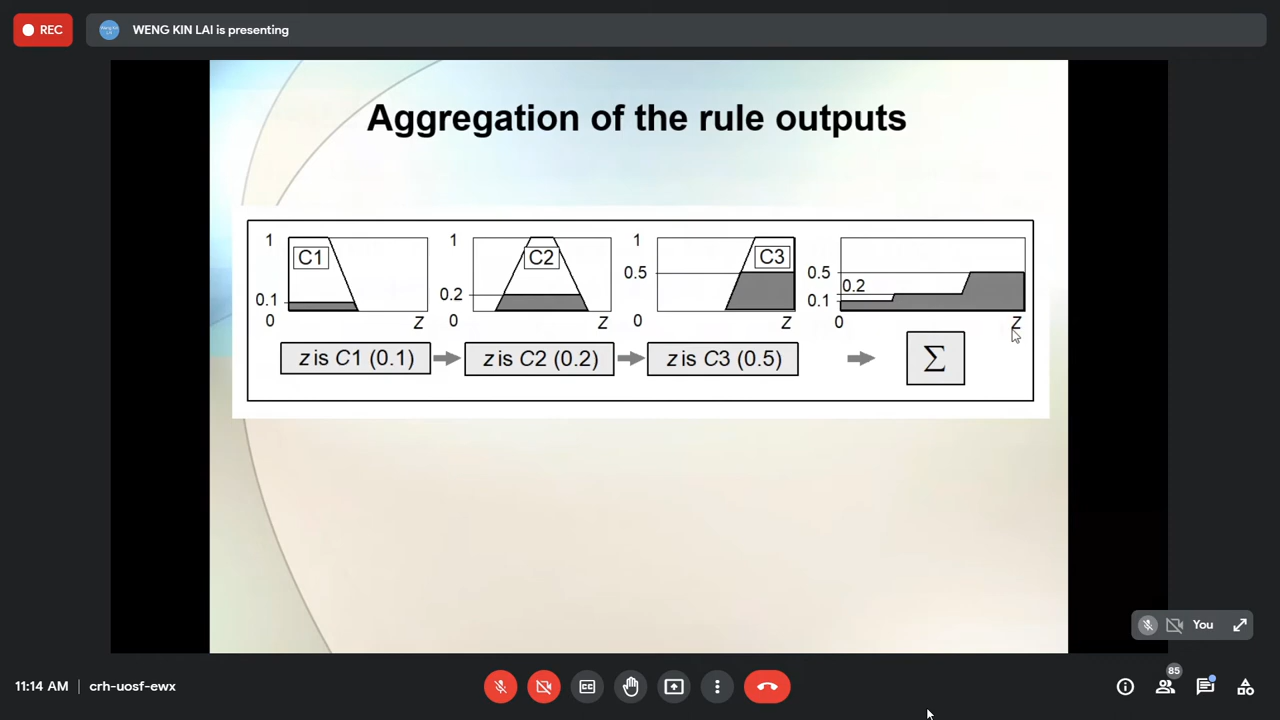 REC
WENG KIN LAI is presenting
Aggregation of the rule outputs
1
C1
0.1
0
Z
1
C2
0.2
0
Z
1
C3
0.5
0
Z
0.5
0.2
0.1
0
Z
z is C1 (0.1)
z is C2 (0.2)
z is C3 (0.5)
Σ
You
11:14 AM | crh-uosf-ewx
85